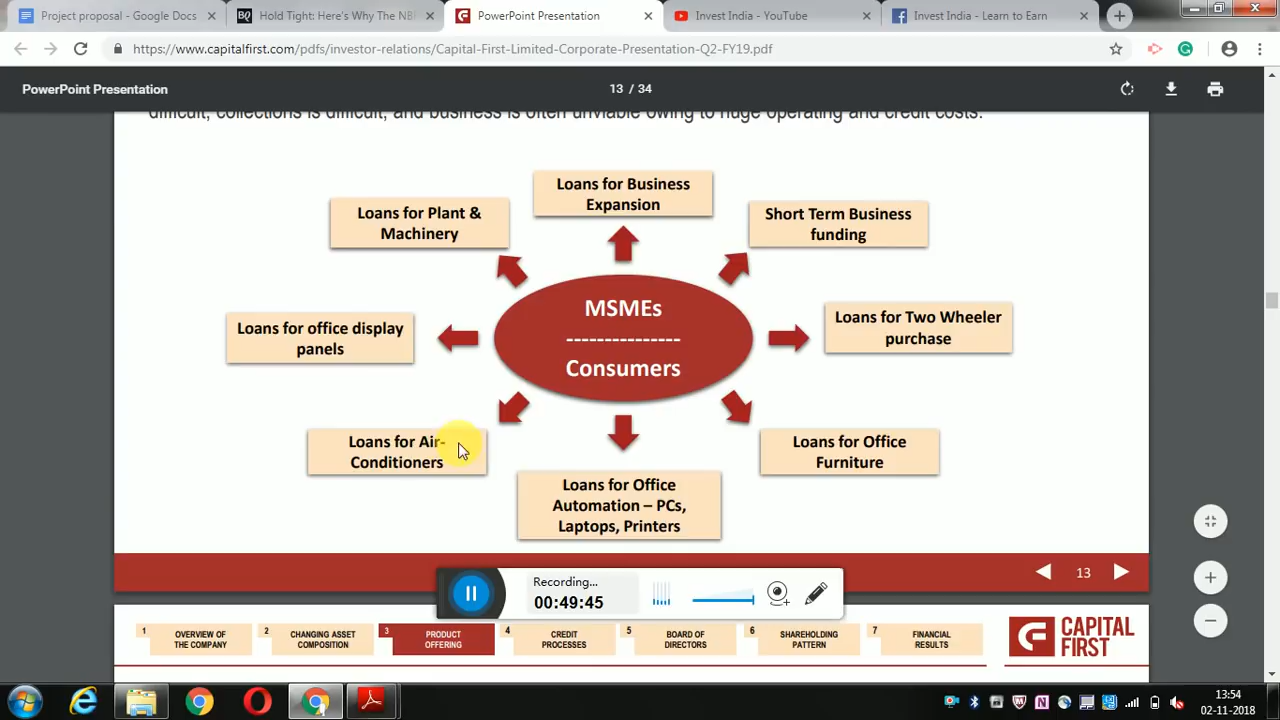 Project proposal - Google Docs
Hold Tight: Here's Why The NBF
PowerPoint Presentation
Invest India - YouTube
Invest India - Learn to Earn
https://www.capitalfirst.com/pdfs/investor-relations/Capital-First-Limited-Corporate-Presentation-Q2-FY19.pdf
PowerPoint Presentation
13 / 34
difficult, collections is difficult, and business is often unviable owing to huge operating and credit costs.
Loans for Business
Expansion
Loans for Plant &
Machinery
Short Term Business
funding
MSMEs
---------------
Consumers
Loans for office display
panels
Loans for Two Wheeler
purchase
Loans for Air-
Conditioners
Loans for Office
Furniture
Loans for Office
Automation – PCs,
Laptops, Printers
13
Recording...
00:49:45
1 OVERVIEW OF
THE COMPANY
2 CHANGING ASSET
COMPOSITION
3 PRODUCT
OFFERING
4 CREDIT
PROCESSES
5 BOARD OF
DIRECTORS
6 SHAREHOLDING
PATTERN
7 FINANCIAL
RESULTS
CAPITAL
FIRST
13:54
02-11-2018